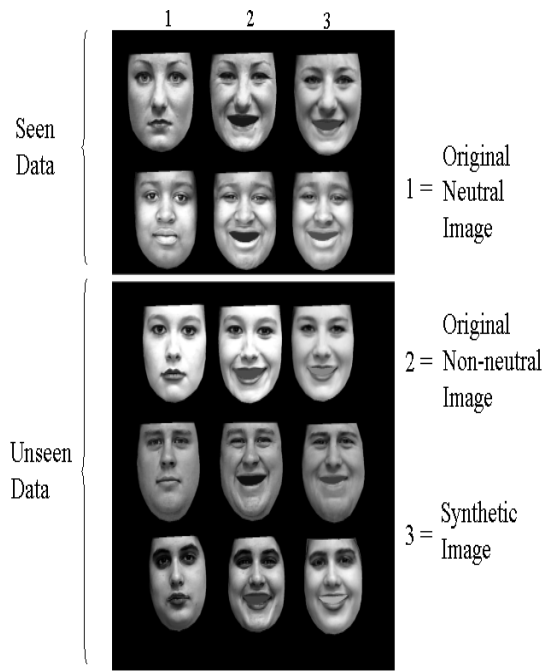 1 2 3
Seen
Data
1 = Original
Neutral
Image
Original
2 = Non-neutral
Image
Unseen
Data
3 = Synthetic
Image